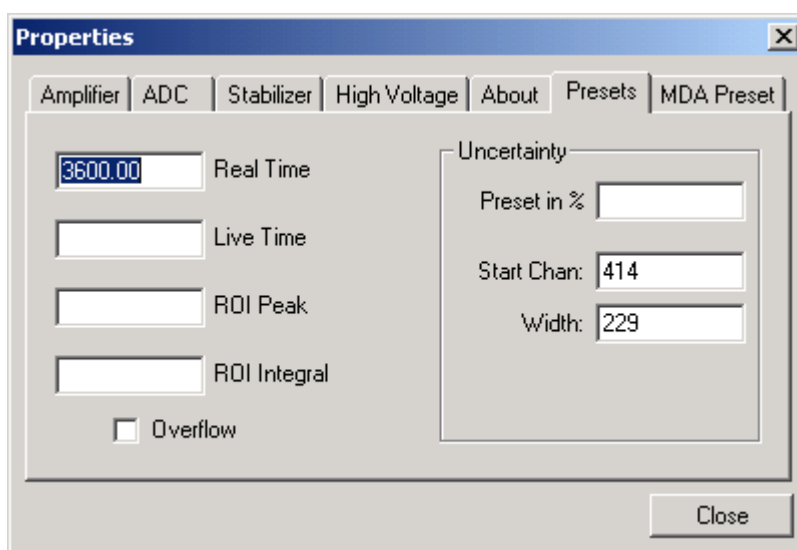 Properties
Amplifier ADC Stabilizer High Voltage About Presets MDA Preset
3600.00 Real Time
Live Time
ROI Peak
ROI Integral
Overflow
Uncertainty
Preset in %
Start Chan: 414
Width: 229
Close